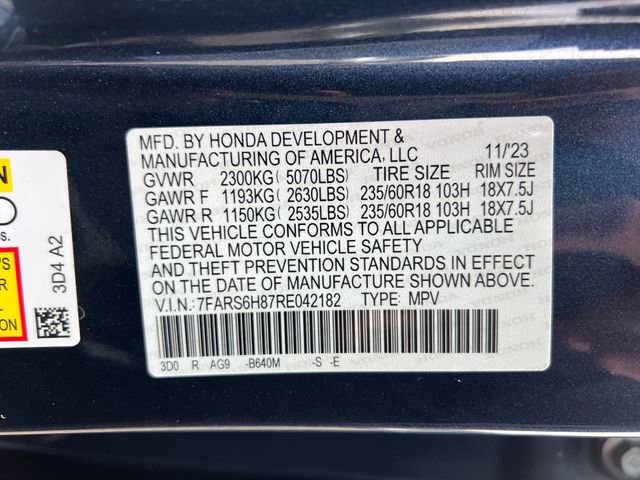 MFD. BY HONDA DEVELOPMENT &
MANUFACTURING OF AMERICA, LLC 11/'23
GVWR 2300KG ( 5070LBS) TIRE SIZE RIM SIZE
GAWR F 1193KG ( 2630LBS) 235/60R18 103H 18X7.5J
GAWR R 1150KG ( 2535LBS) 235/60R18 103H 18X7.5J
THIS VEHICLE CONFORMS TO ALL APPLICABLE
FEDERAL MOTOR VEHICLE SAFETY
AND THEFT PREVENTION STANDARDS IN EFFECT
ON THE DATE OF MANUFACTURE SHOWN ABOVE.
V.I.N.:7FARS6H87RE042182 TYPE: MPV
3D0 R AG9 -B640M -S -E
3D4 A2